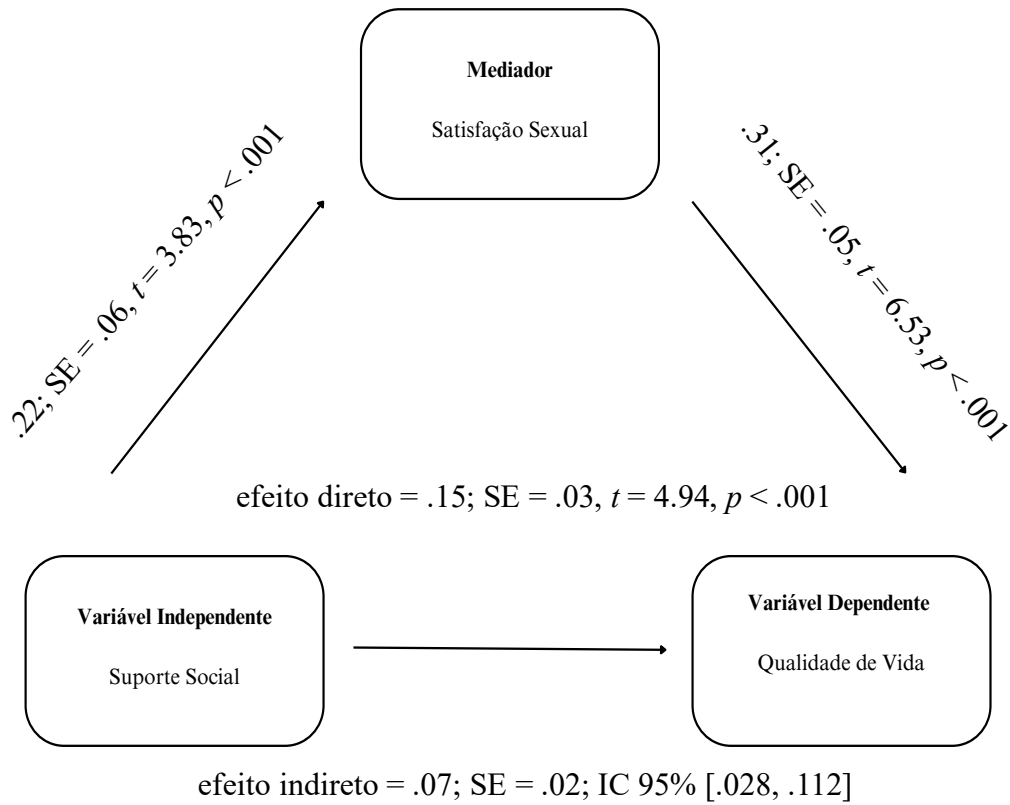 Mediador
Satisfação Sexual
.22; SE = .06, t = 3.83, p < .001
.31; SE = .05, t = 6.53, p < .001
efeito direto = .15; SE = .03, t = 4.94, p < .001
Variável Independente
Suporte Social
Variável Dependente
Qualidade de Vida
efeito indireto = .07; SE = .02; IC 95% [.028, .112]